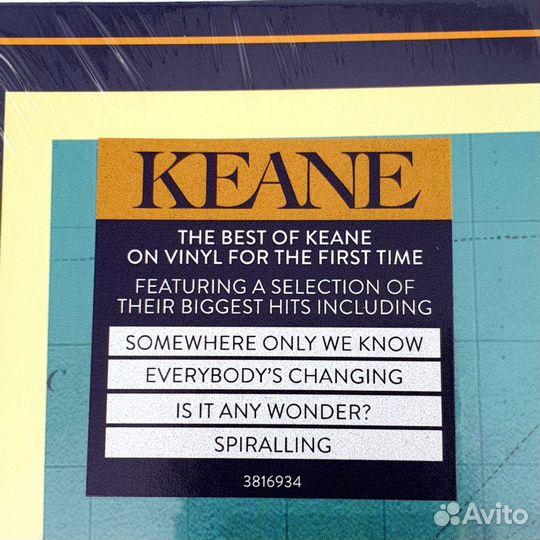 KEANE
THE BEST OF KEANE
ON VINYL FOR THE FIRST TIME
FEATURING A SELECTION OF
THEIR BIGGEST HITS INCLUDING
SOMEWHERE ONLY WE KNOW
EVERYBODY'S CHANGING
IS IT ANY WONDER?
SPIRALLING
3816934
C
Avito